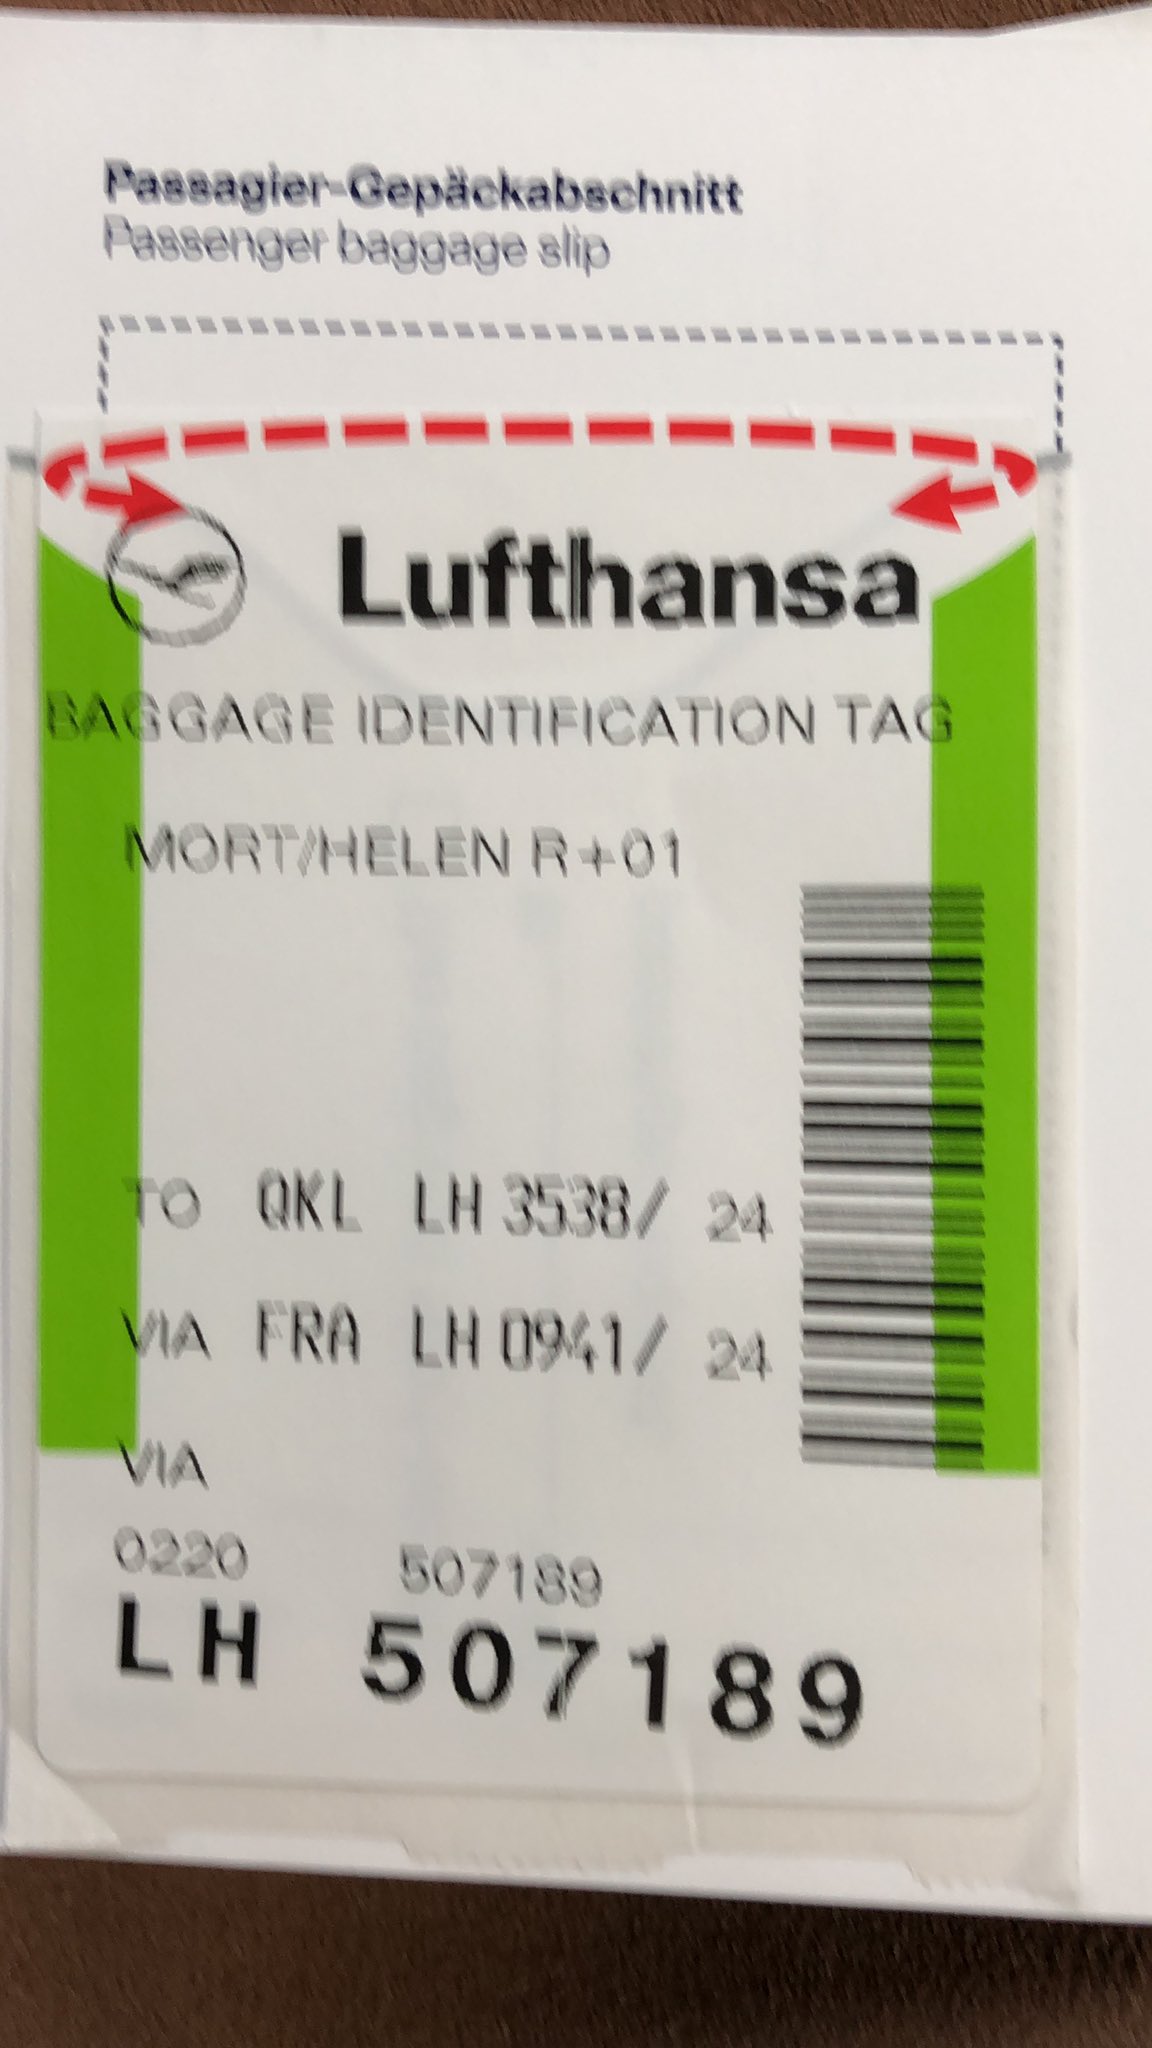 Passagier-Gepäckabschnitt
Passenger baggage slip
Lufthansa
BAGGAGE IDENTIFICATION TAG
MORT/HELEN R+01
TO QKL LH 3538/ 24
VIA FRA LH 0941/ 24
VIA
0220 507189
LH 507189